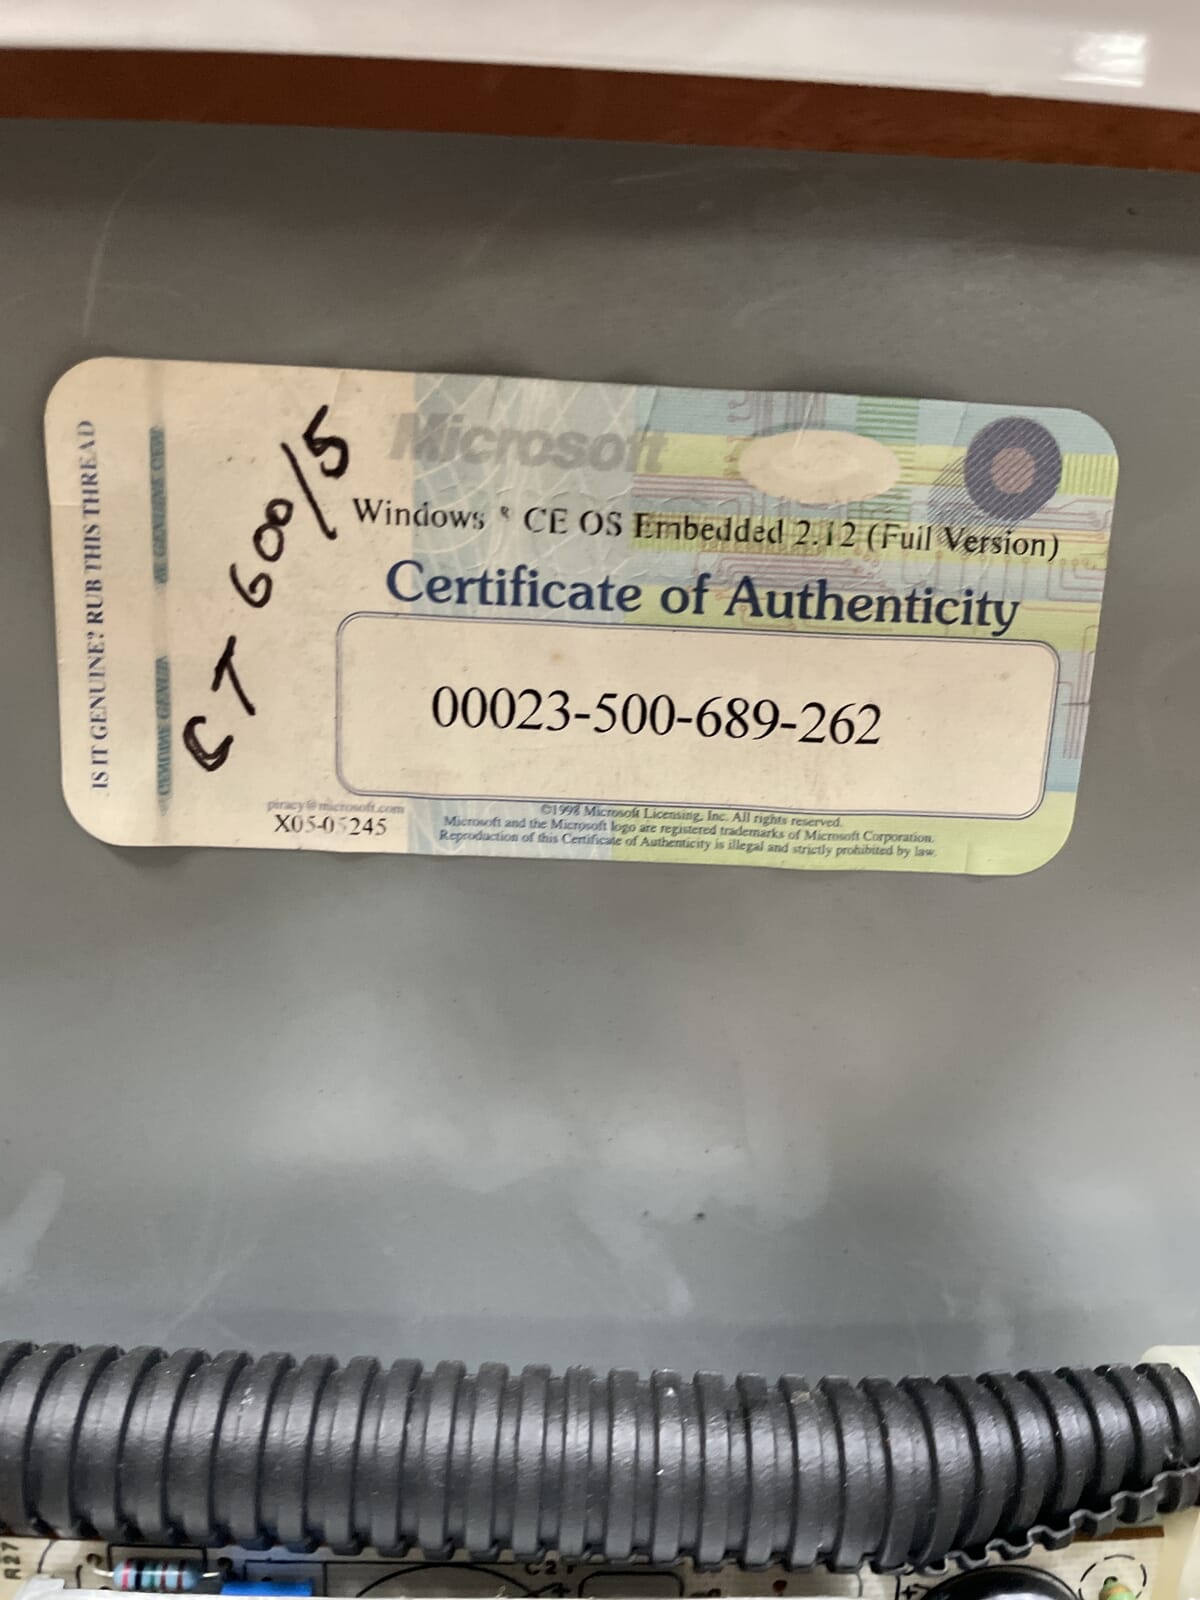 IS IT GENUINE? RUB THIS THREAD
CT 600/5
Microsoft
Windows ® CE OS Embedded 2.12 (Full Version)
Certificate of Authenticity
00023-500-689-262
piracy@microsoft.com
X05-05245
©1998 Microsoft Licensing, Inc. All rights reserved.
Microsoft and the Microsoft logo are registered trademarks of Microsoft Corporation.
Reproduction of this Certificate of Authenticity is illegal and strictly prohibited by law.
R27